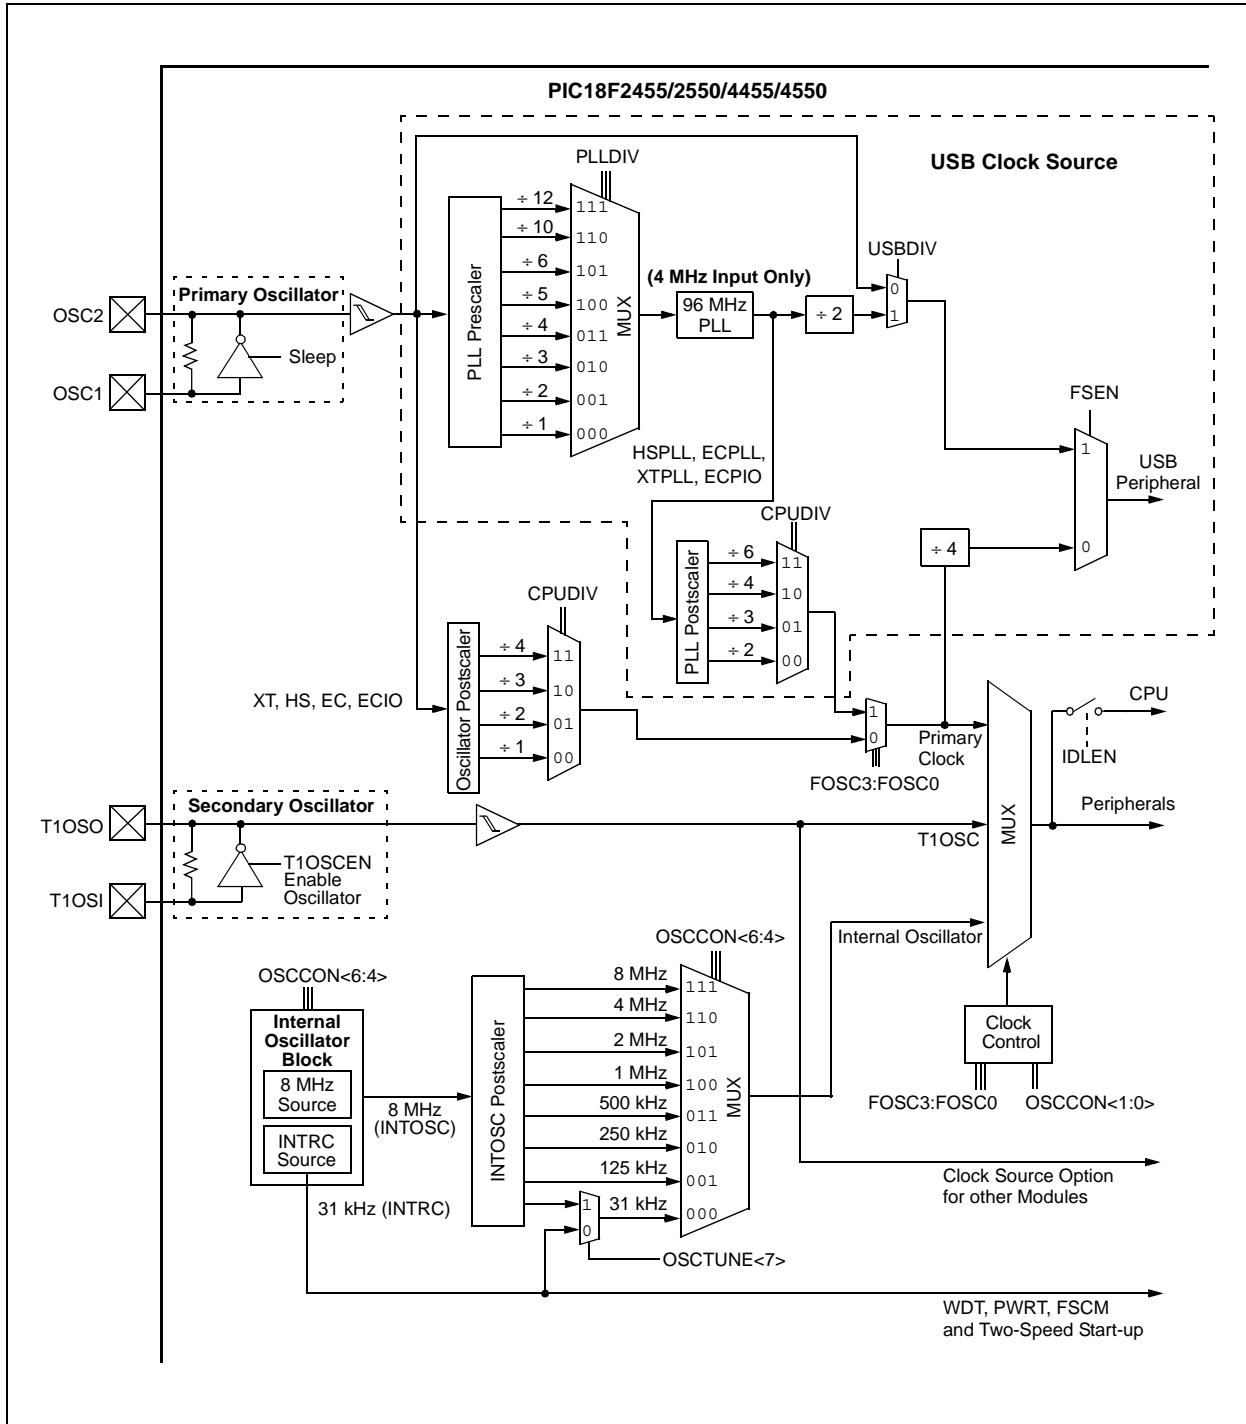 PIC18F2455/2550/4455/4550
USB Clock Source
PLLDIV
÷ 12
111
÷ 10
110
÷ 6
101
÷ 5
100
÷ 4
011
÷ 3
010
÷ 2
001
÷ 1
000
PLL Prescaler
MUX
(4 MHz Input Only)
96 MHz
PLL
÷ 2
USBDIV
0
1
Primary Oscillator
OSC2
Sleep
OSC1
FSEN
1
USB
Peripheral
0
÷ 4
HSPLL, ECPLL,
XTPLL, ECPIO
CPUDIV
PLL Postscaler
÷ 6
11
÷ 4
10
÷ 3
01
÷ 2
00
CPUDIV
Oscillator Postscaler
÷ 4
11
÷ 3
10
÷ 2
01
÷ 1
00
XT, HS, EC, ECIO
1
0
Primary
Clock
FOSC3:FOSC0
CPU
IDLEN
Peripherals
MUX
Secondary Oscillator
T1OSO
T1OSCEN
Enable
Oscillator
T1OSI
T1OSC
Internal Oscillator
OSCCON<6:4>
OSCCON<6:4>
Internal
Oscillator
Block
8 MHz
Source
INTRC
Source
8 MHz
(INTOSC)
31 kHz (INTRC)
INTOSC Postscaler
8 MHz
111
4 MHz
110
2 MHz
101
1 MHz
100
500 kHz
011
250 kHz
010
125 kHz
001
1
0
31 kHz
000
MUX
OSCTUNE<7>
Clock
Control
FOSC3:FOSC0
OSCCON<1:0>
Clock Source Option
for other Modules
WDT, PWRT, FSCM
and Two-Speed Start-up